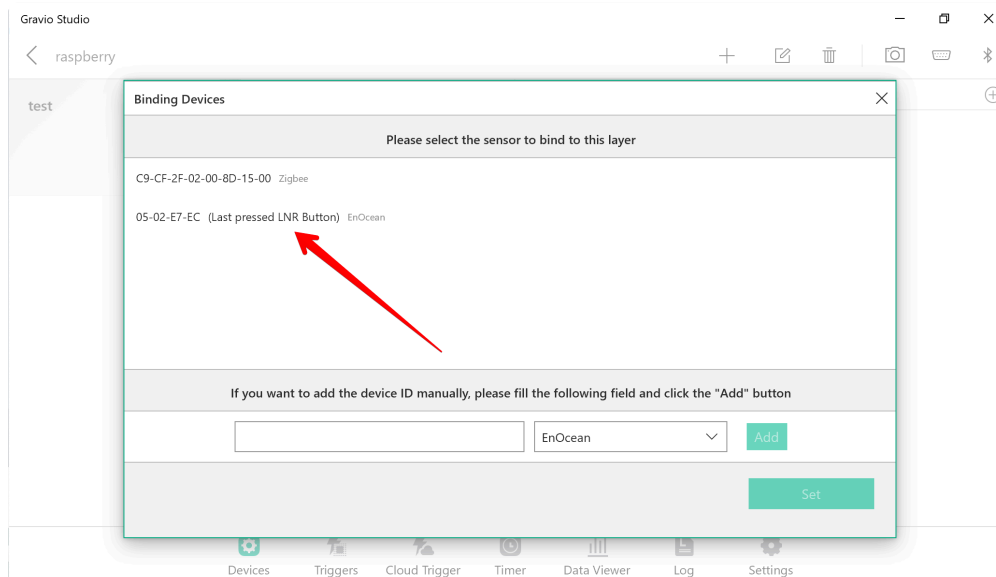 Gravio Studio
raspberry
test
Binding Devices
Please select the sensor to bind to this layer
C9-CF-2F-02-00-8D-15-00 Zigbee
05-02-E7-EC (Last pressed LNR Button) EnOcean
If you want to add the device ID manually, please fill the following field and click the "Add" button
EnOcean
Add
Set
Devices Triggers Cloud Trigger Timer Data Viewer Log Settings